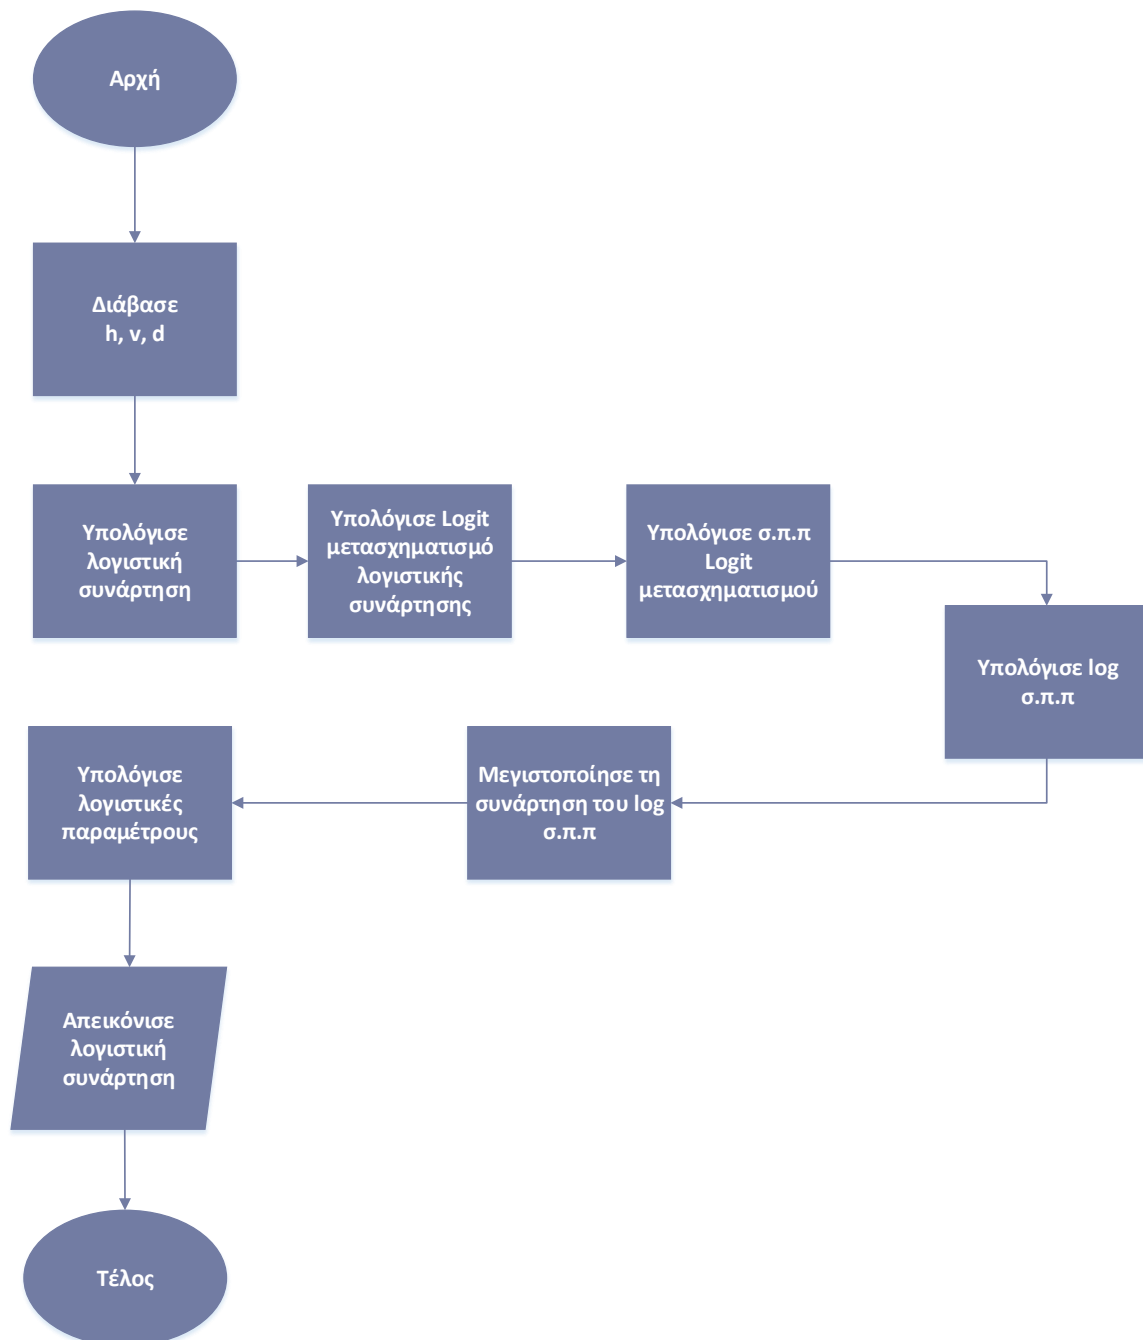 Αρχή
Διάβασε
h, v, d
Υπολόγισε
λογιστική
συνάρτηση
Υπολόγισε Logit
μετασχηματισμό
λογιστικής
συνάρτησης
Υπολόγισε σ.π.π
Logit
μετασχηματισμού
Υπολόγισε log
σ.π.π
Μεγιστοποίησε τη
συνάρτηση του log
σ.π.π
Υπολόγισε
λογιστικές
παραμέτρους
Απεικόνισε
λογιστική
συνάρτηση
Τέλος